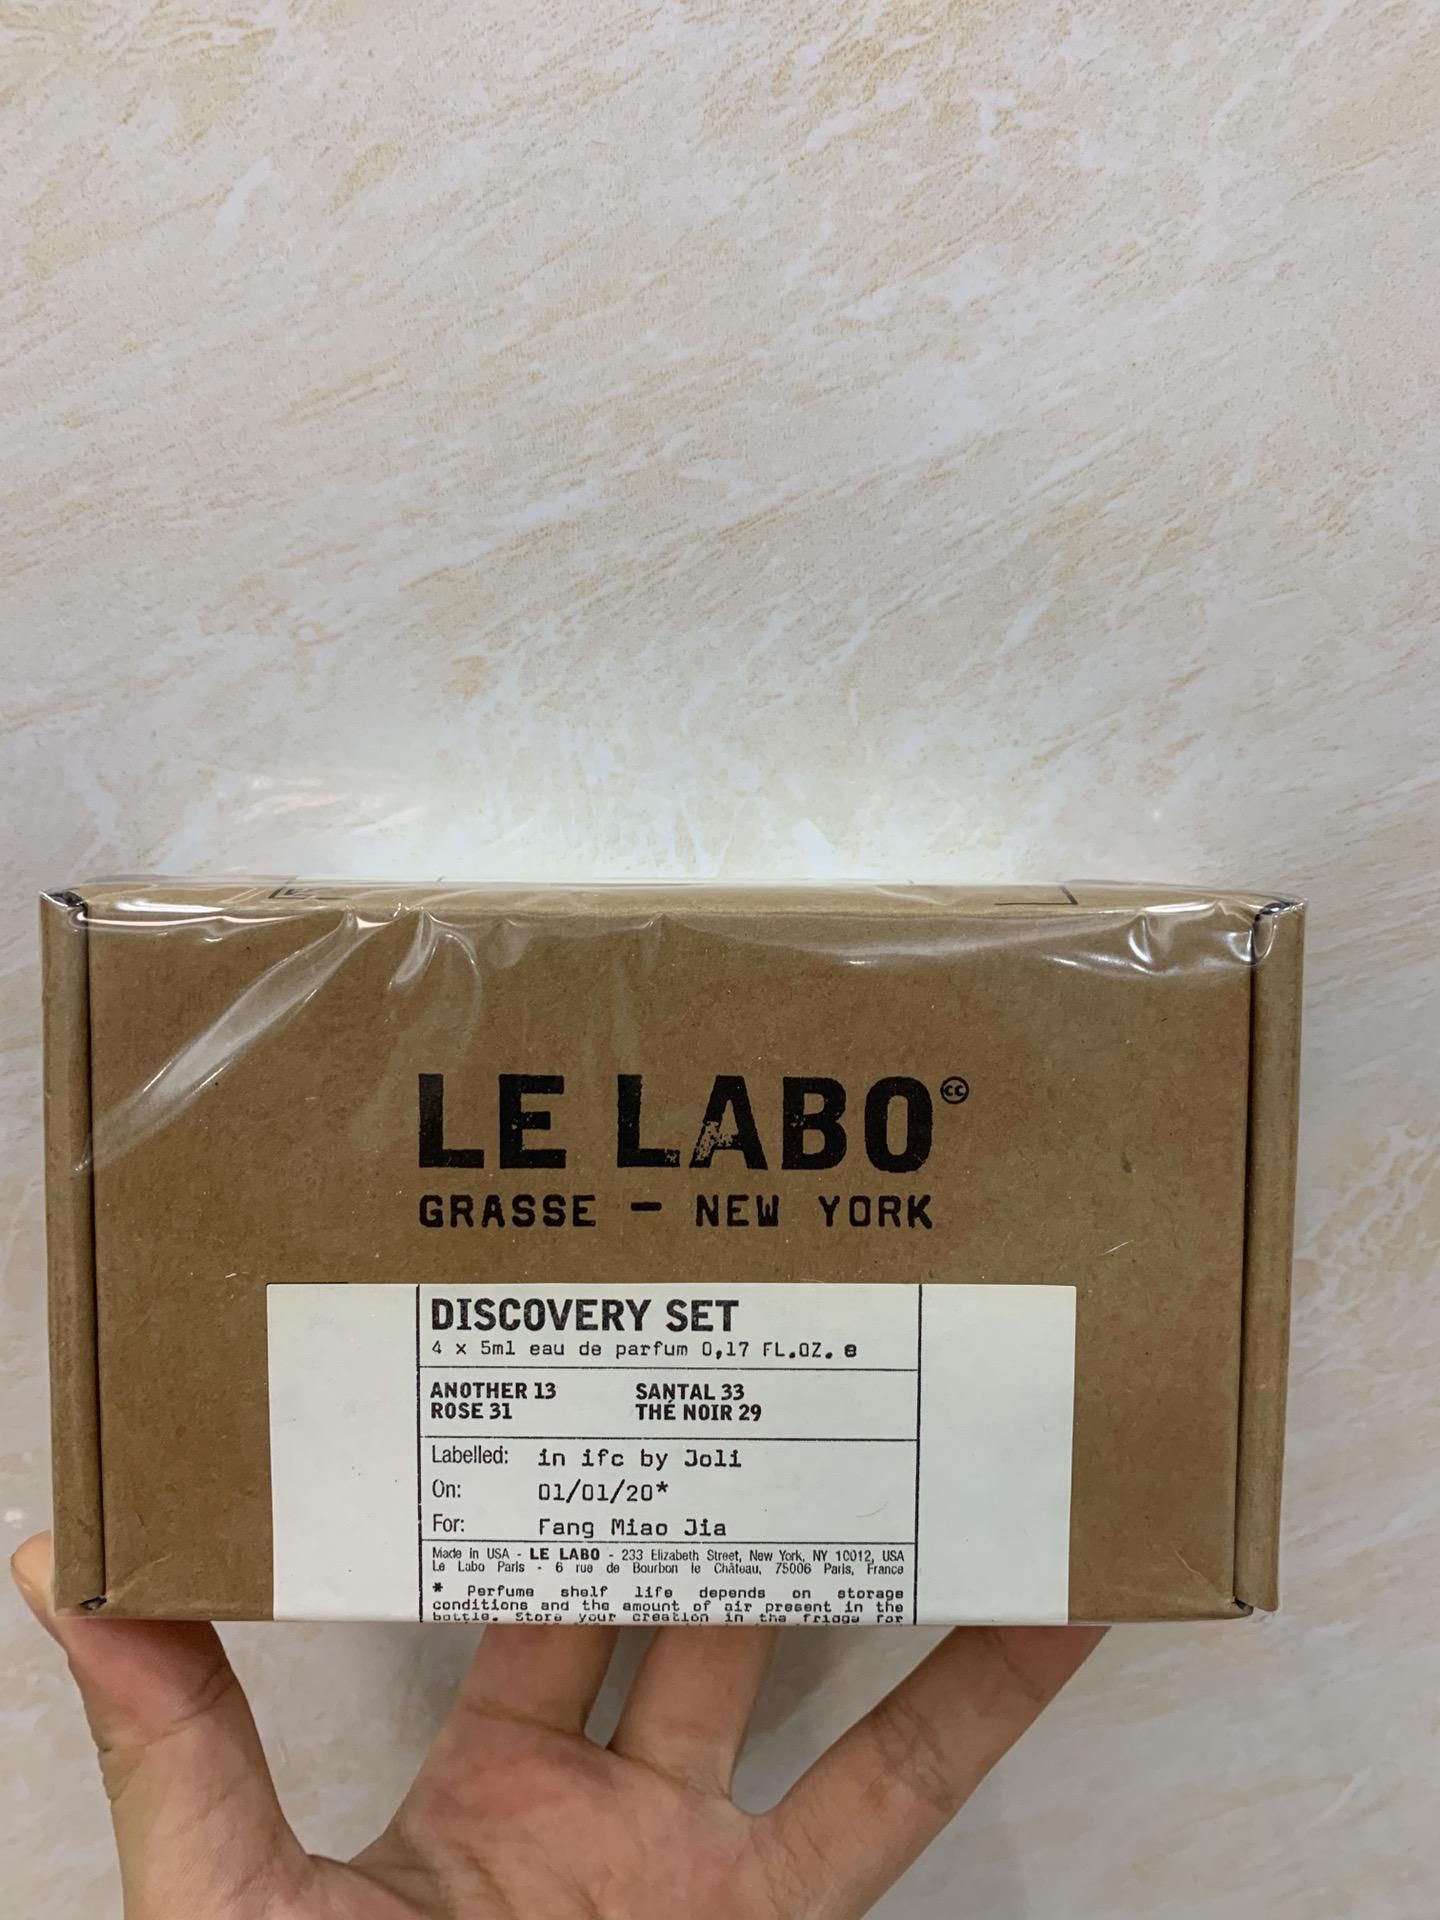 LE LABO
GRASSE — NEW YORK
DISCOVERY SET
4 x 5ml eau de parfum 0,17 FL.OZ. e
ANOTHER 13 SANTAL 33
ROSE 31 THÉ NOIR 29
Labelled: in ifc by Joli
On: 01/01/20*
For: Fang Miao Jia
Made in USA - LE LABO - 233 Elizabeth Street, New York, NY 10012, USA
Le Labo Paris - 6 rue de Bourbon le Château, 75006 Paris, France
* Perfume shelf life depends on storage
conditions and the amount of air present in the
bottle. Store your creation in the fridge for